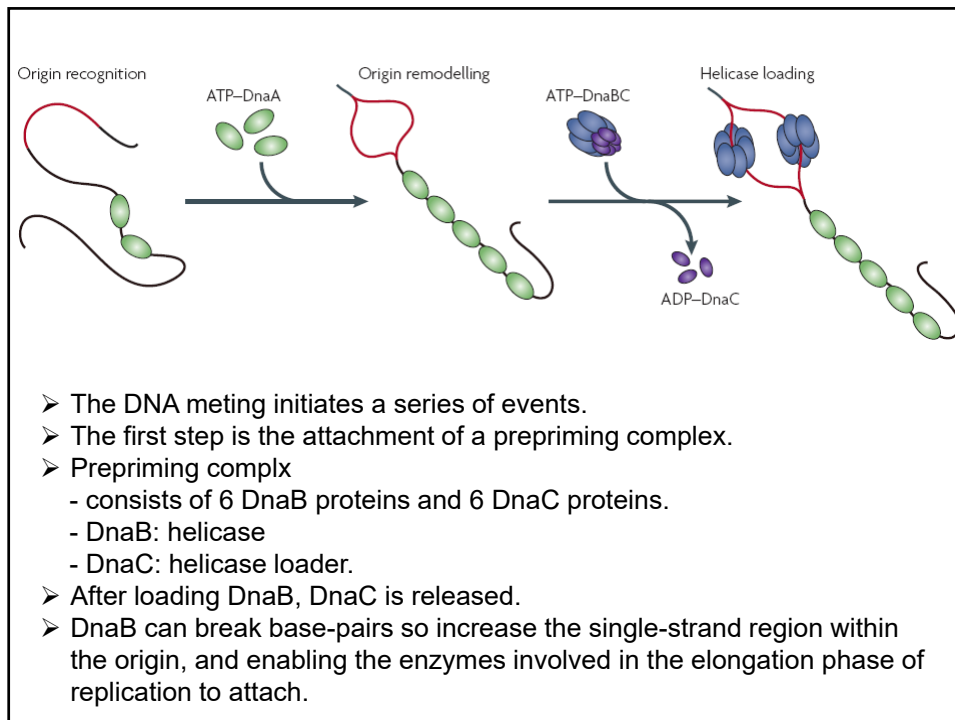 Origin recognition
ATP–DnaA
Origin remodelling
ATP–DnaBC
Helicase loading
ADP–DnaC
➢ The DNA meting initiates a series of events.
➢ The first step is the attachment of a prepriming complex.
➢ Prepriming complx
- consists of 6 DnaB proteins and 6 DnaC proteins.
- DnaB: helicase
- DnaC: helicase loader.
➢ After loading DnaB, DnaC is released.
➢ DnaB can break base-pairs so increase the single-strand region within
the origin, and enabling the enzymes involved in the elongation phase of
replication to attach.